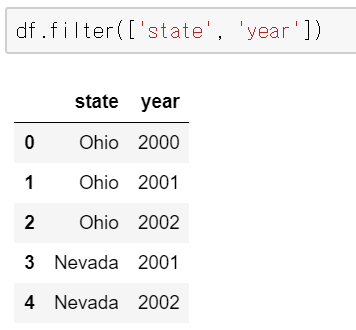 df.filter(['state', 'year'])
state year
0 Ohio 2000
1 Ohio 2001
2 Ohio 2002
3 Nevada 2001
4 Nevada 2002